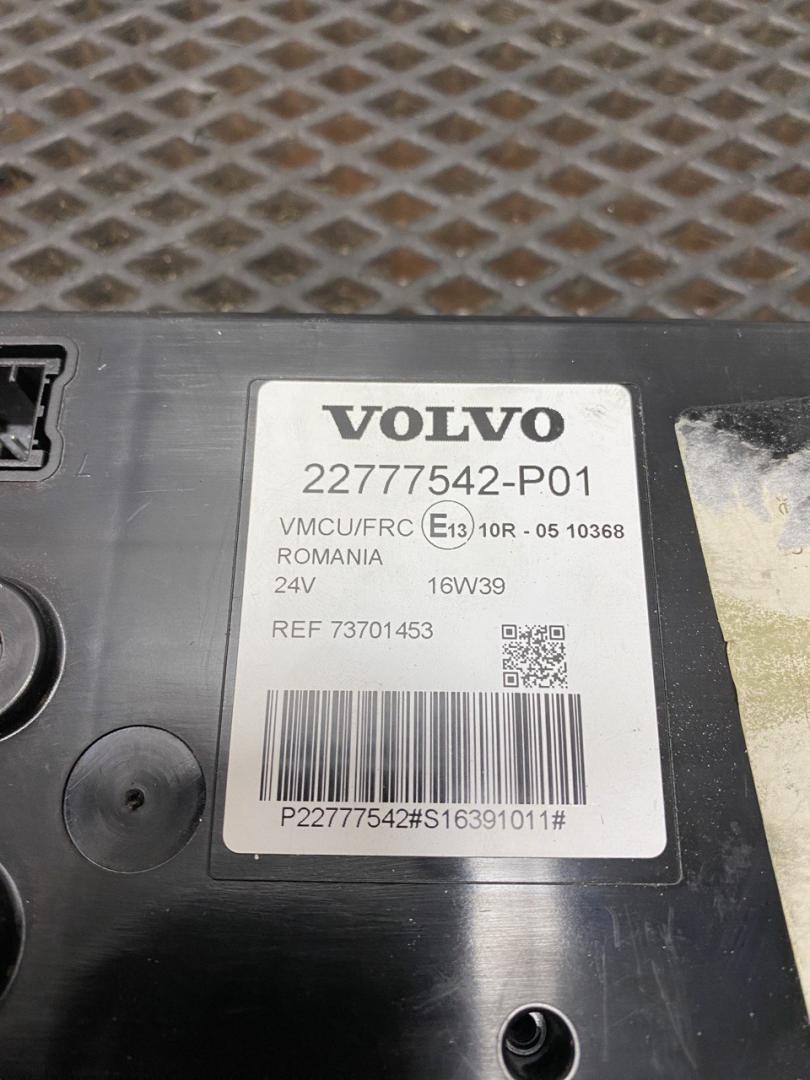 VOLVO
22777542-P01
VMCU/FRC E13 10R - 05 10368
ROMANIA
24V 16W39
REF 73701453
P22777542#S16391011#